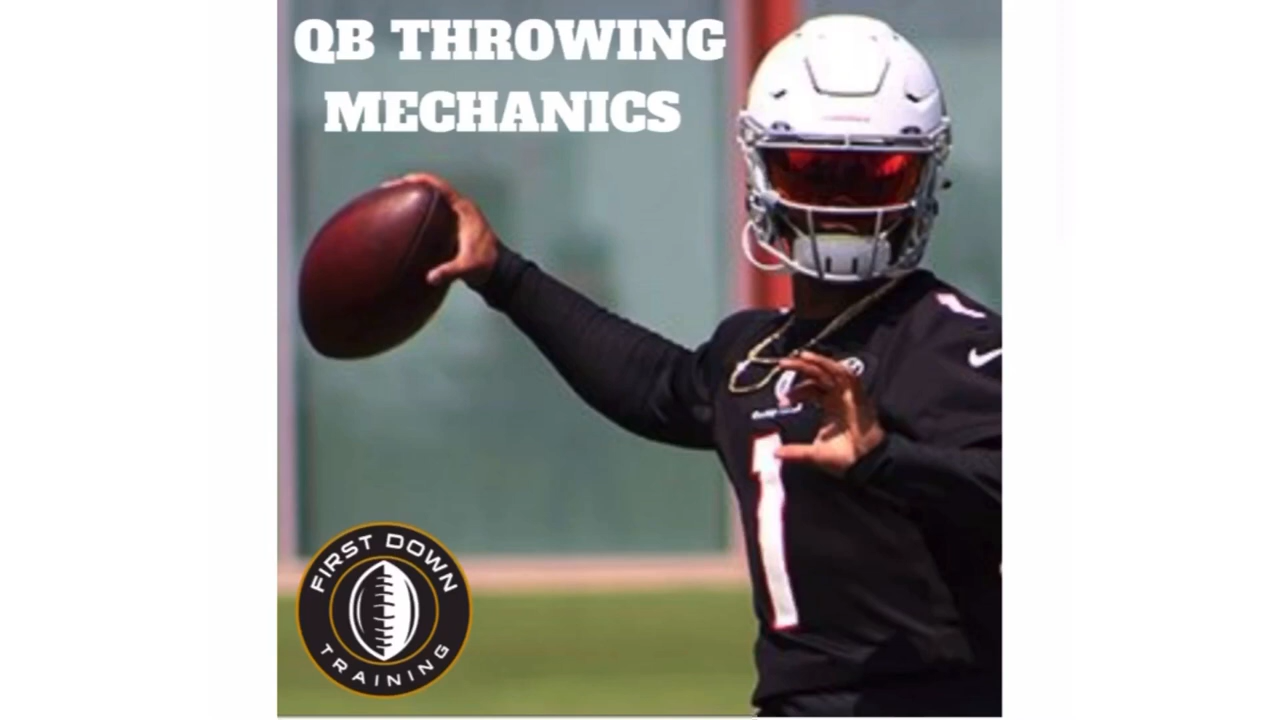 QB THROWING
MECHANICS
1
FIRST DOWN
TRAINING